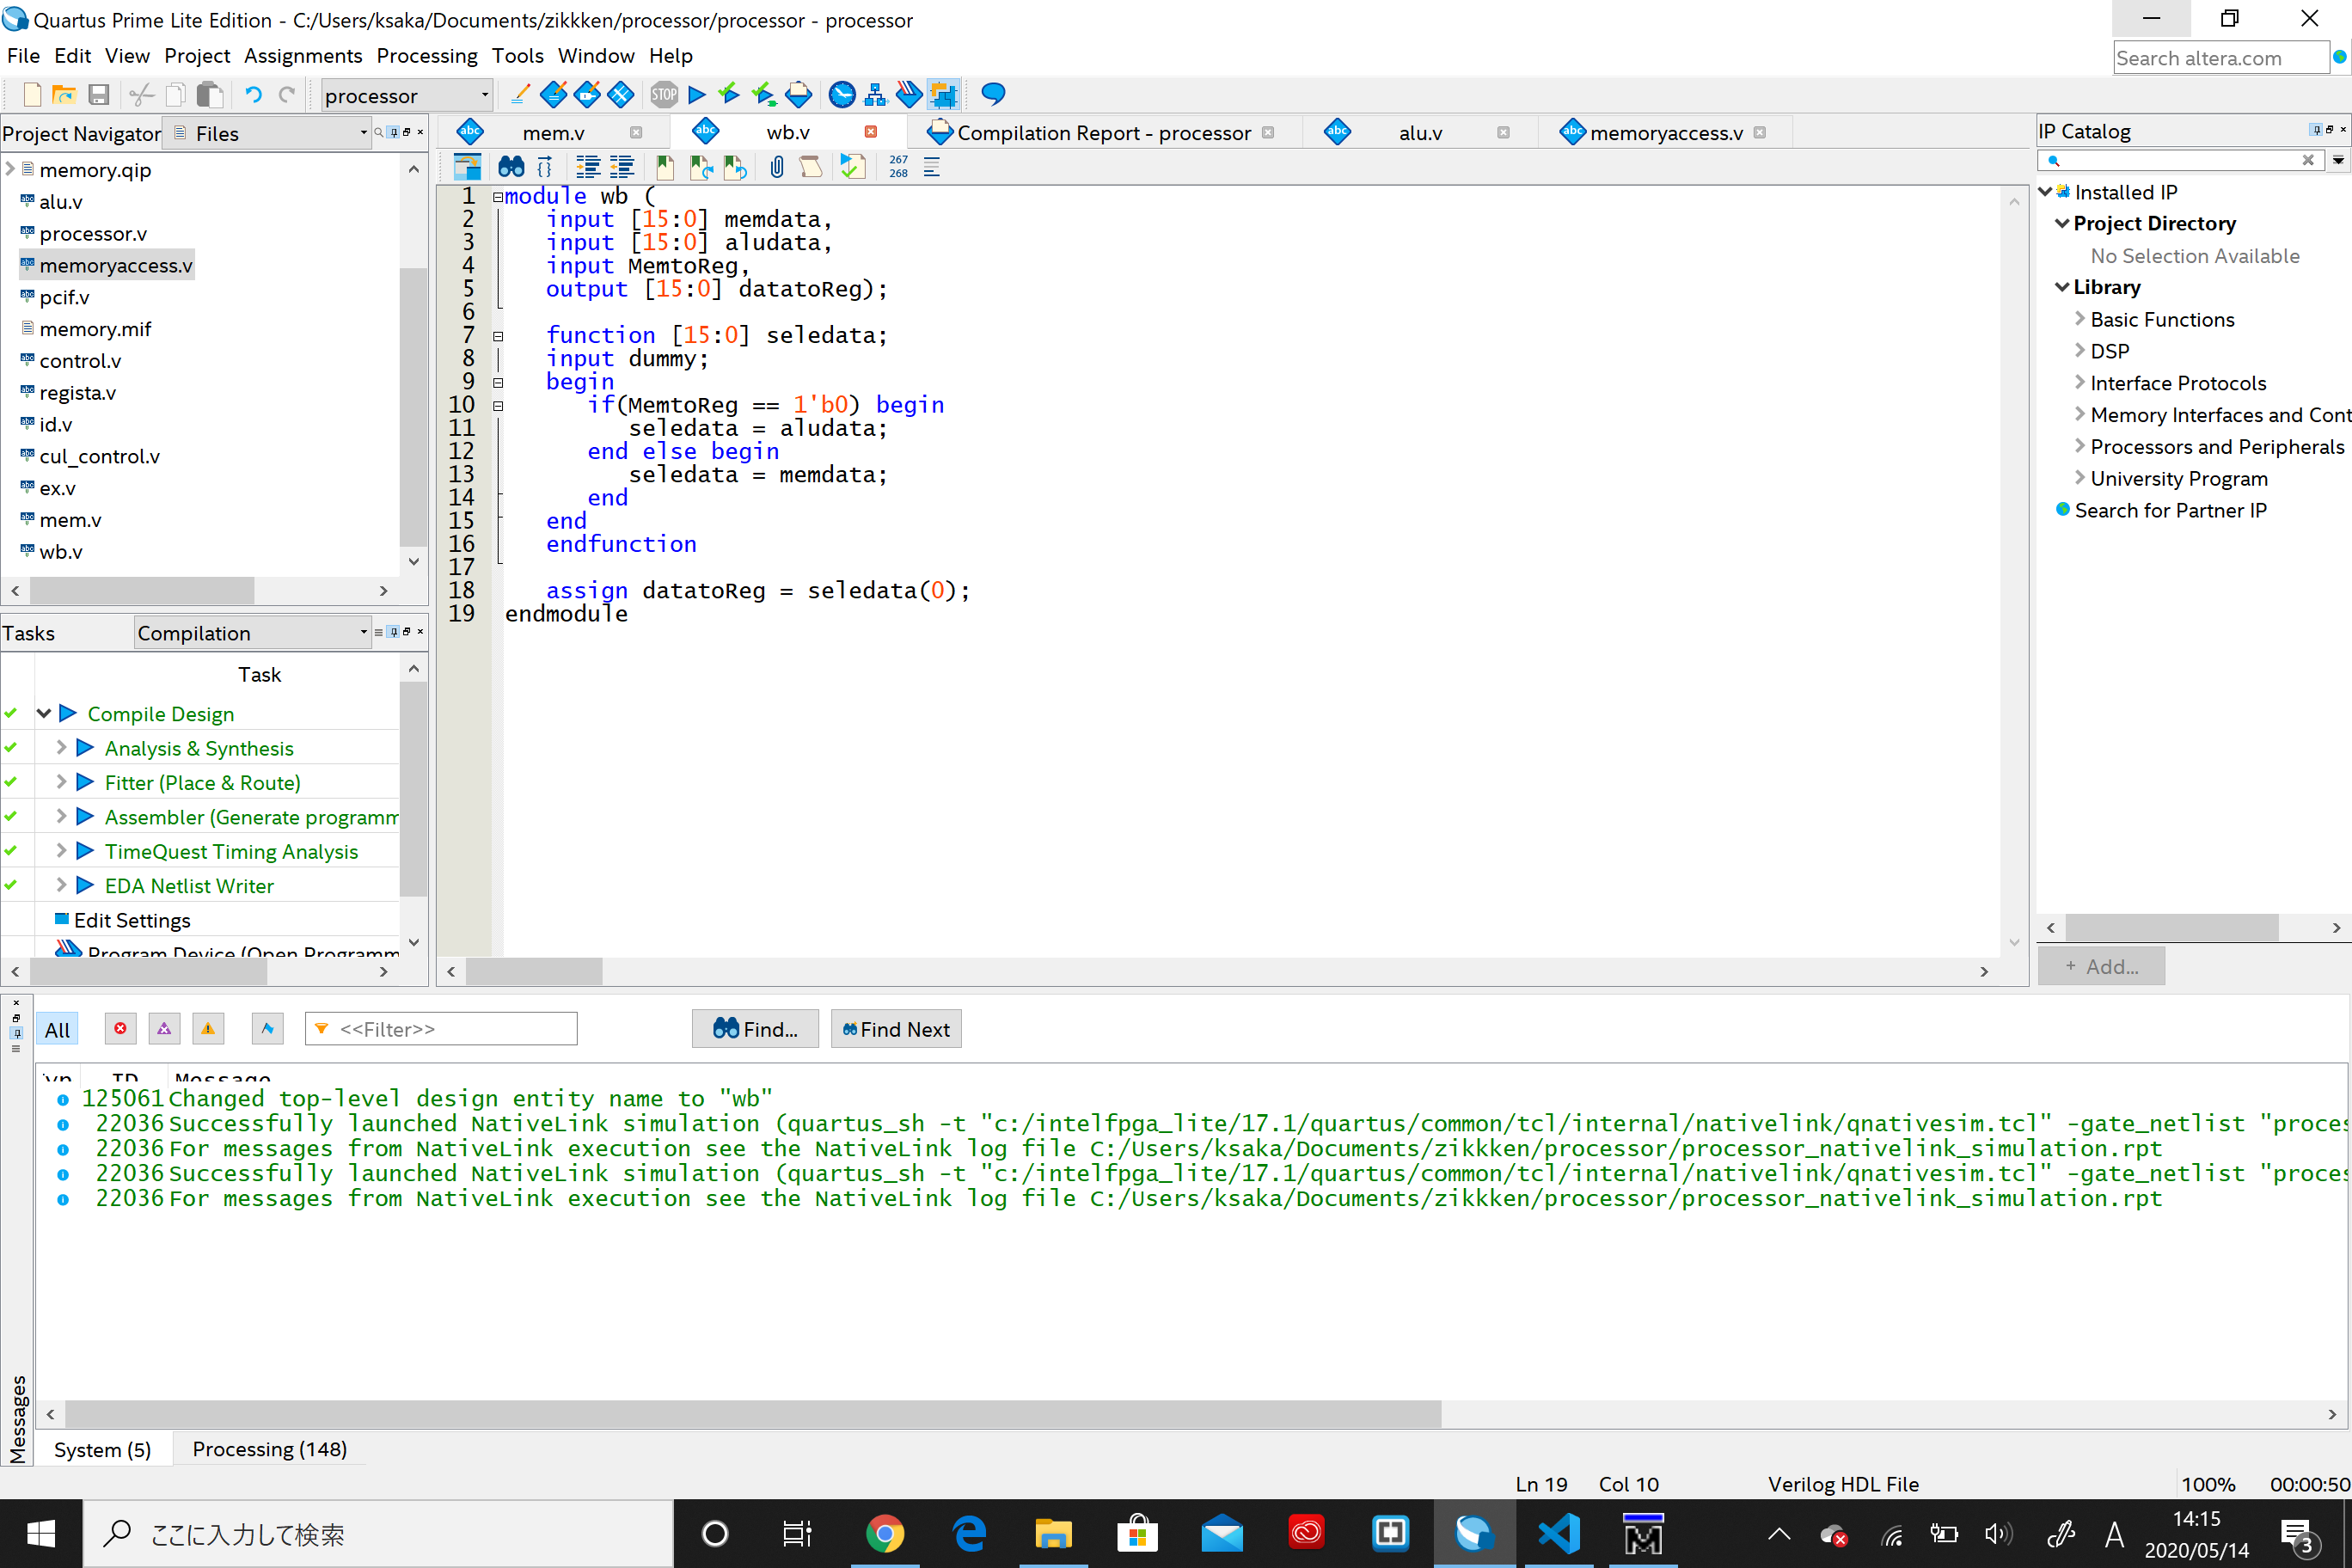 Quartus Prime Lite Edition - C:/Users/ksaka/Documents/zikkken/processor/processor - processor
File Edit View Project Assignments Processing Tools Window Help
Search altera.com
processor
STOP
Project Navigator Files
memory.qip
alu.v
processor.v
memoryaccess.v
pcif.v
memory.mif
control.v
regista.v
id.v
cul_control.v
ex.v
mem.v
wb.v
Tasks Compilation
Task
Compile Design
Analysis & Synthesis
Fitter (Place & Route)
Assembler (Generate programm
TimeQuest Timing Analysis
EDA Netlist Writer
Edit Settings
Program Device (Open Programm
mem.v wb.v Compilation Report - processor alu.v memoryaccess.v
267
268
1 module wb (
2 input [15:0] memdata,
3 input [15:0] aludata,
4 input MemtoReg,
5 output [15:0] datatoReg);
6
7 function [15:0] seledata;
8 input dummy;
9 begin
10 if(MemtoReg == 1'b0) begin
11 seledata = aludata;
12 end else begin
13 seledata = memdata;
14 end
15 end
16 endfunction
17
18 assign datatoReg = seledata(0);
19 endmodule
IP Catalog
Installed IP
Project Directory
No Selection Available
Library
Basic Functions
DSP
Interface Protocols
Memory Interfaces and Cont
Processors and Peripherals
University Program
Search for Partner IP
+ Add...
All <<Filter>> Find... Find Next
ID Message
125061 Changed top-level design entity name to "wb"
22036 Successfully launched NativeLink simulation (quartus_sh -t "c:/intelfpga_lite/17.1/quartus/common/tcl/internal/nativelink/qnativesim.tcl" -gate_netlist "proces
22036 For messages from NativeLink execution see the NativeLink log file C:/Users/ksaka/Documents/zikkken/processor/processor_nativelink_simulation.rpt
22036 Successfully launched NativeLink simulation (quartus_sh -t "c:/intelfpga_lite/17.1/quartus/common/tcl/internal/nativelink/qnativesim.tcl" -gate_netlist "proces
22036 For messages from NativeLink execution see the NativeLink log file C:/Users/ksaka/Documents/zikkken/processor/processor_nativelink_simulation.rpt
Messages
System (5) Processing (148)
Ln 19 Col 10 Verilog HDL File 100% 00:00:50
ここに入力して検索
A
14:15
2020/05/14
3